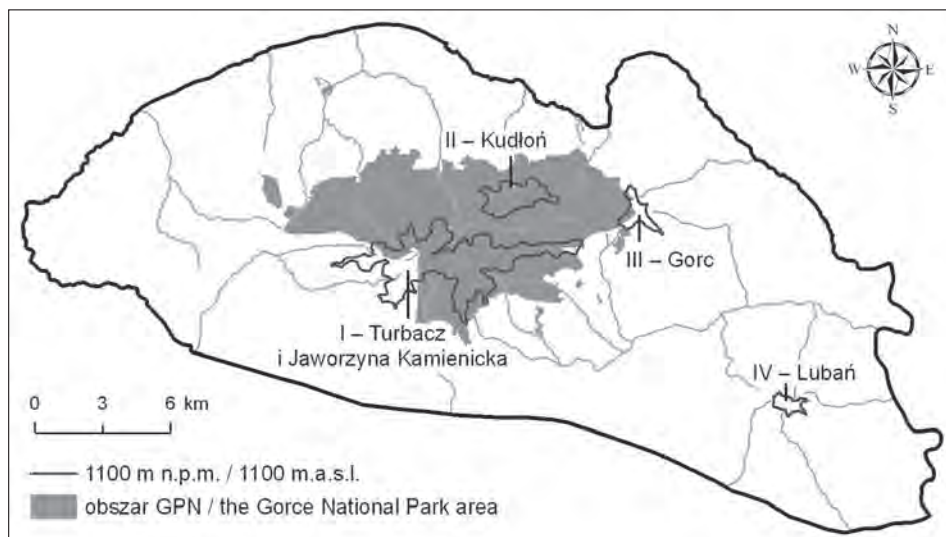 N
W E
S
II – Kudłoń
III – Gorc
I – Turbacz
i Jaworzyna Kamienicka
IV – Lubań
0 3 6 km
1100 m n.p.m. / 1100 m.a.s.l.
obszar GPN / the Gorce National Park area